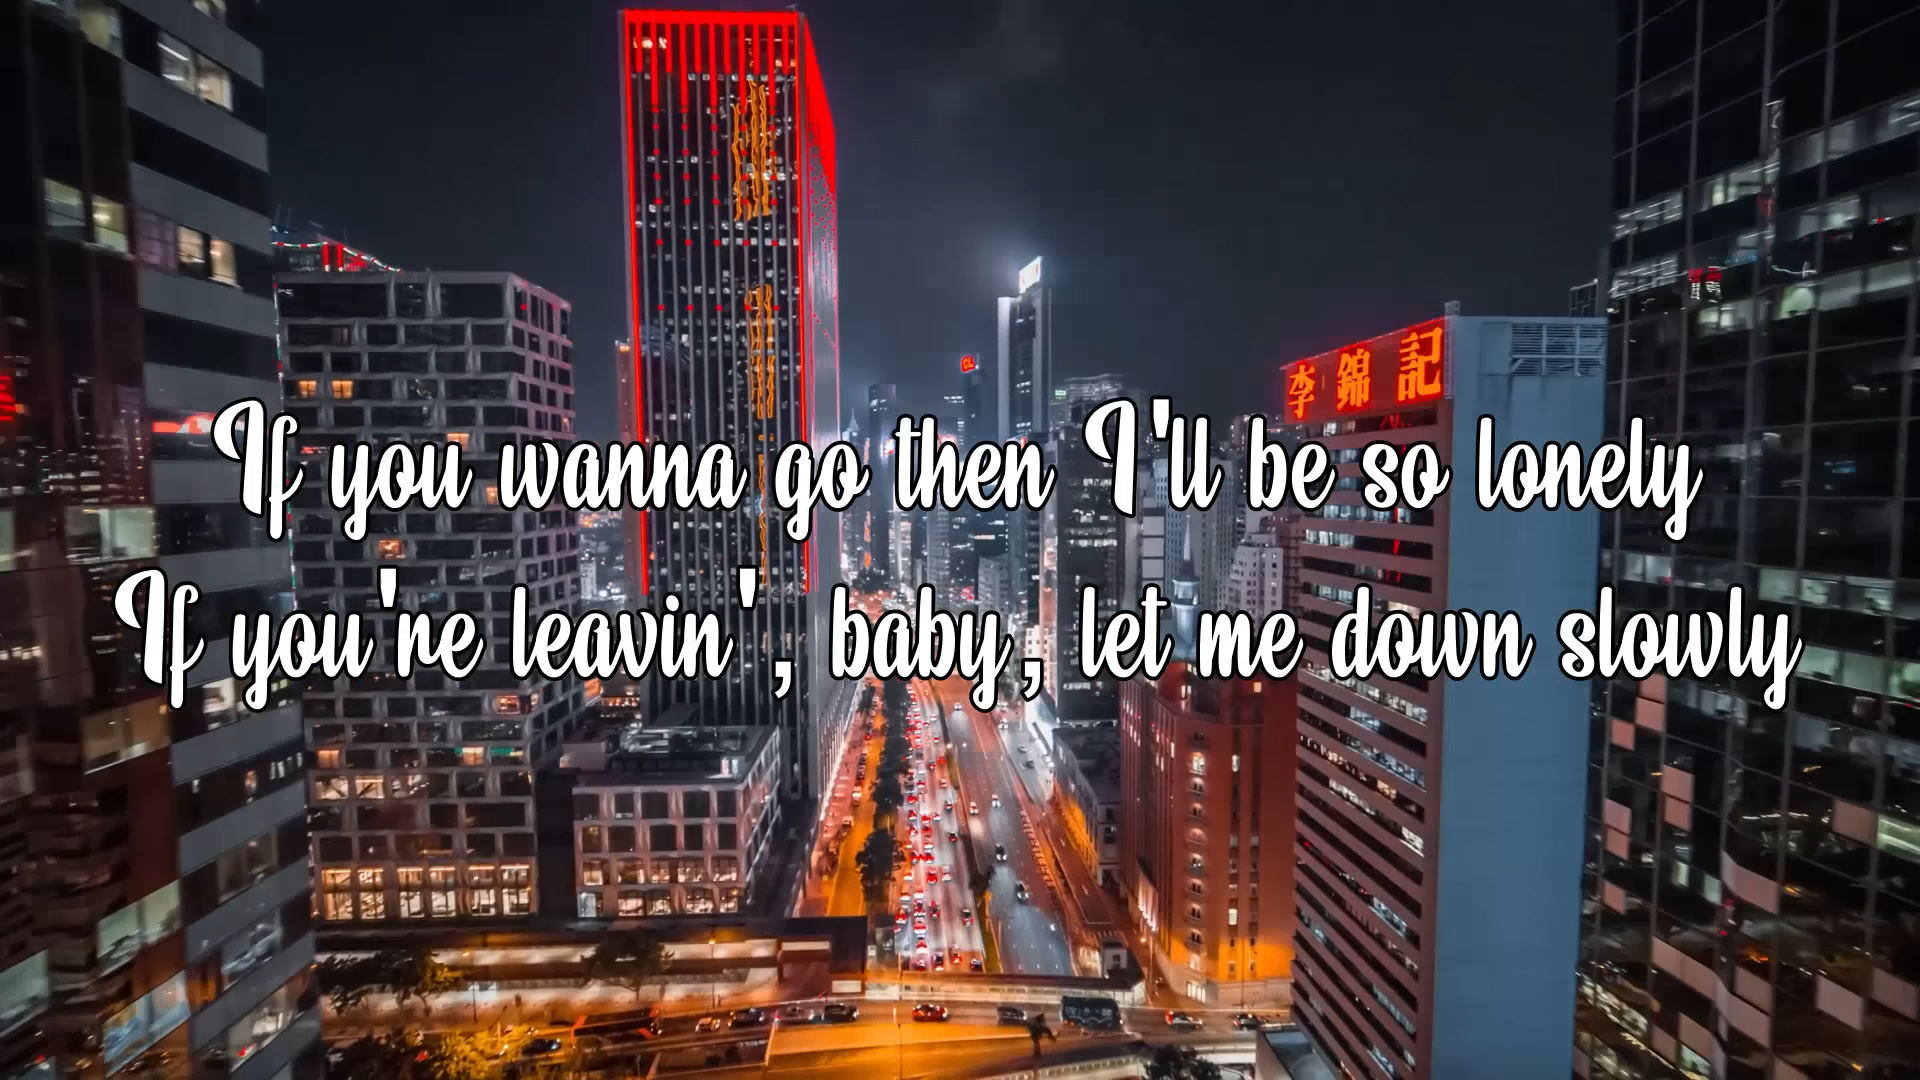 CL
李錦記
If you wanna go then I'll be so lonely
If you're leavin', baby, let me down slowly